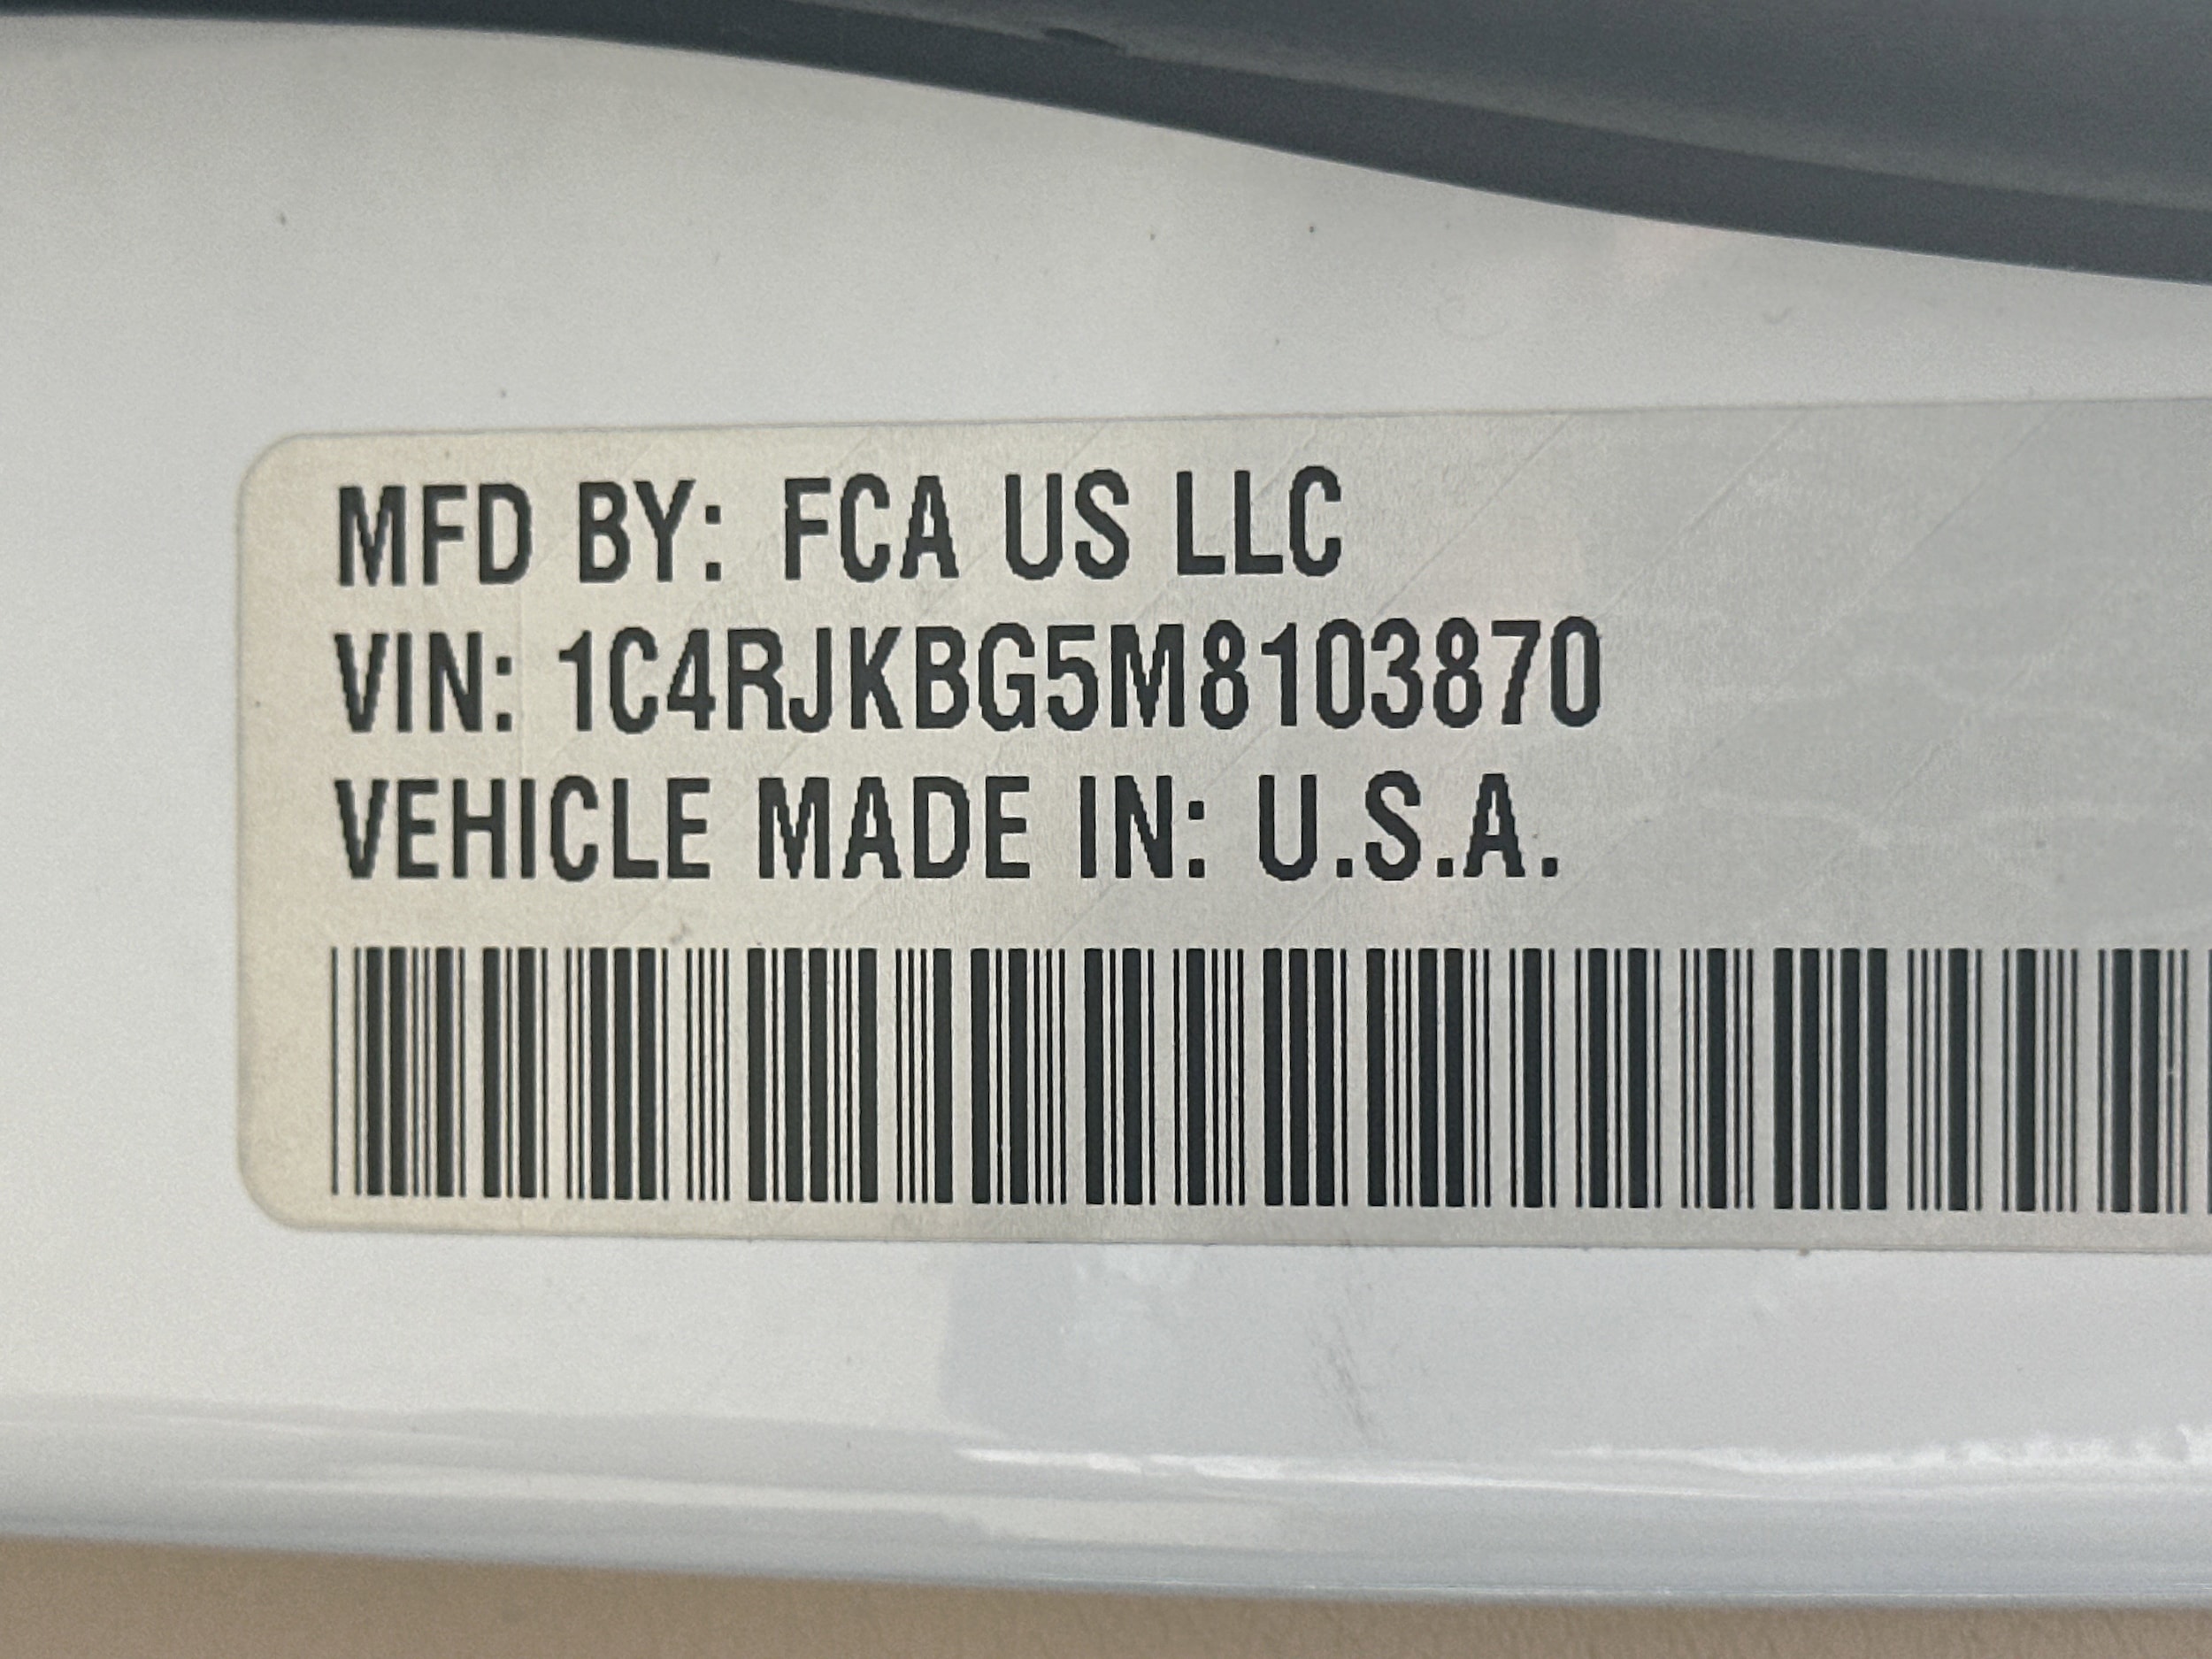 MFD BY: FCA US LLC
VIN: 1C4RJKBG5M8103870
VEHICLE MADE IN: U.S.A.